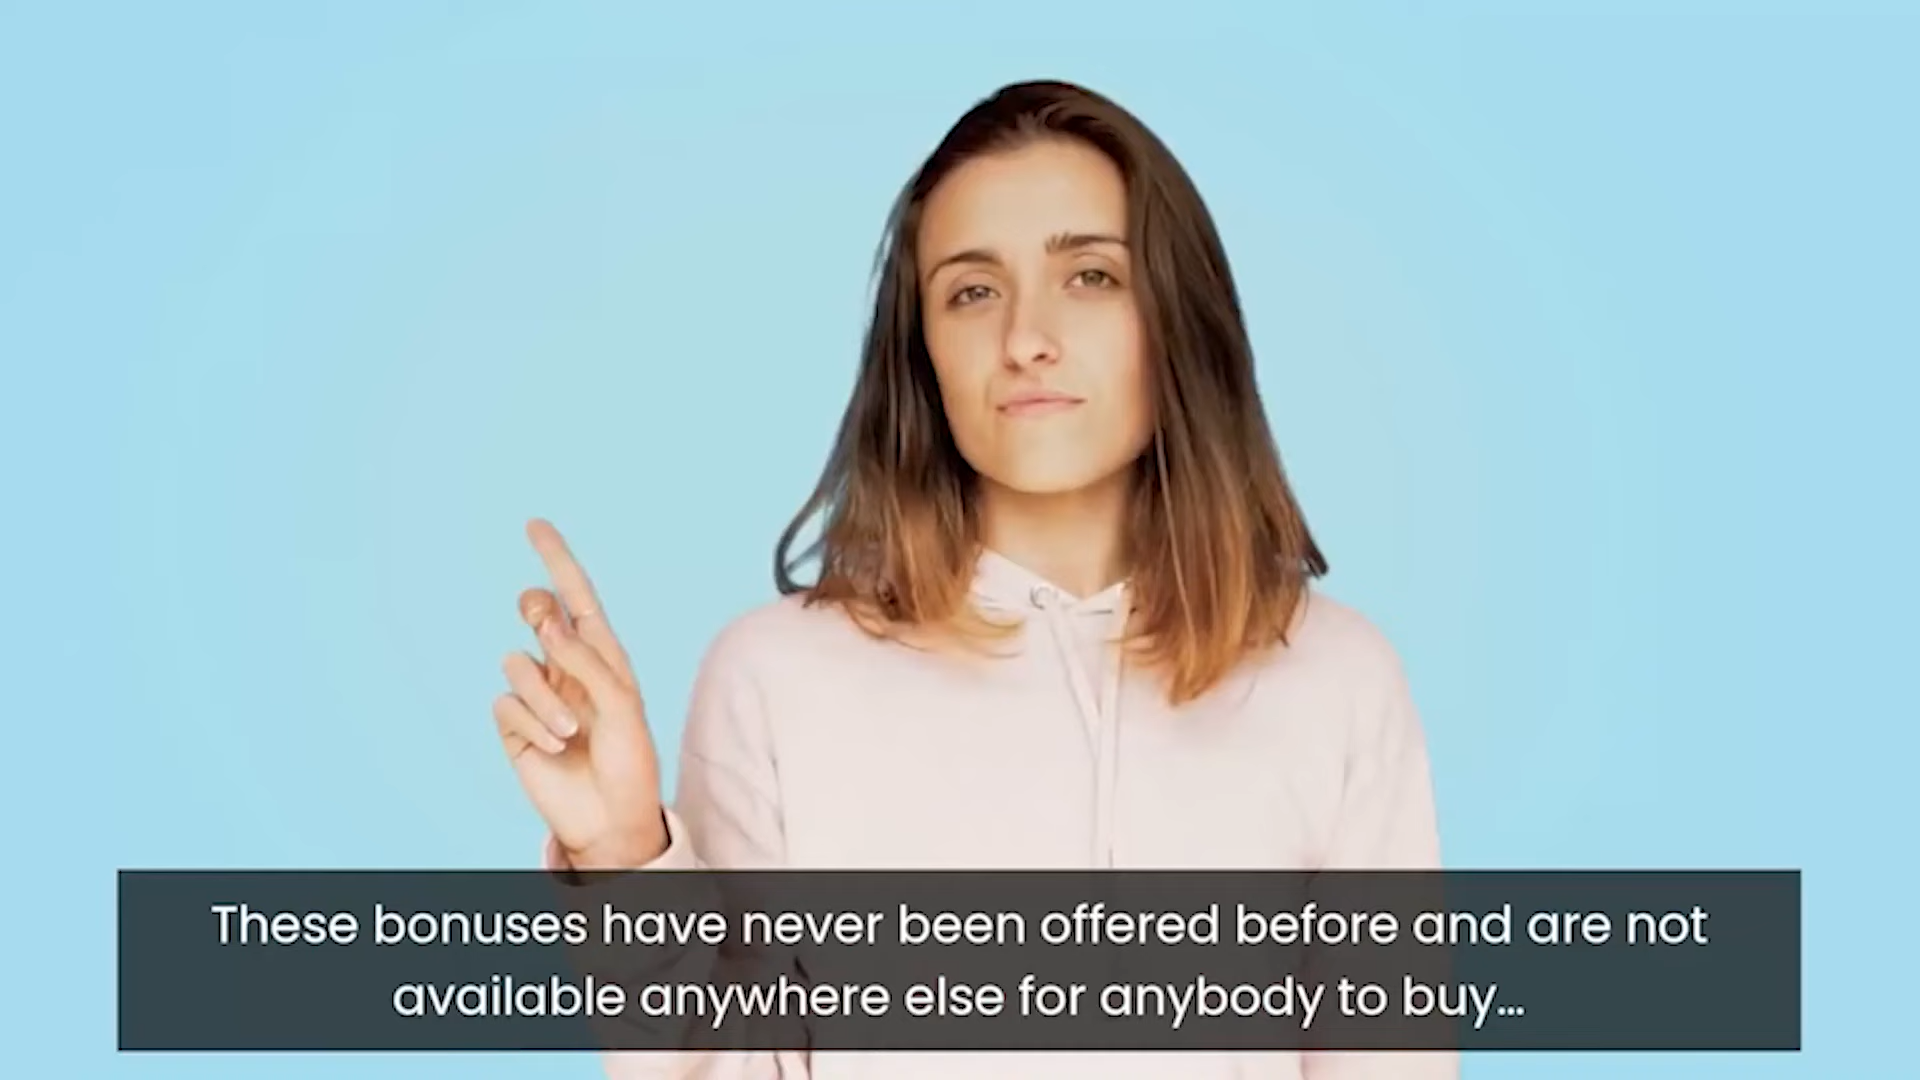 These bonuses have never been offered before and are not
available anywhere else for anybody to buy...